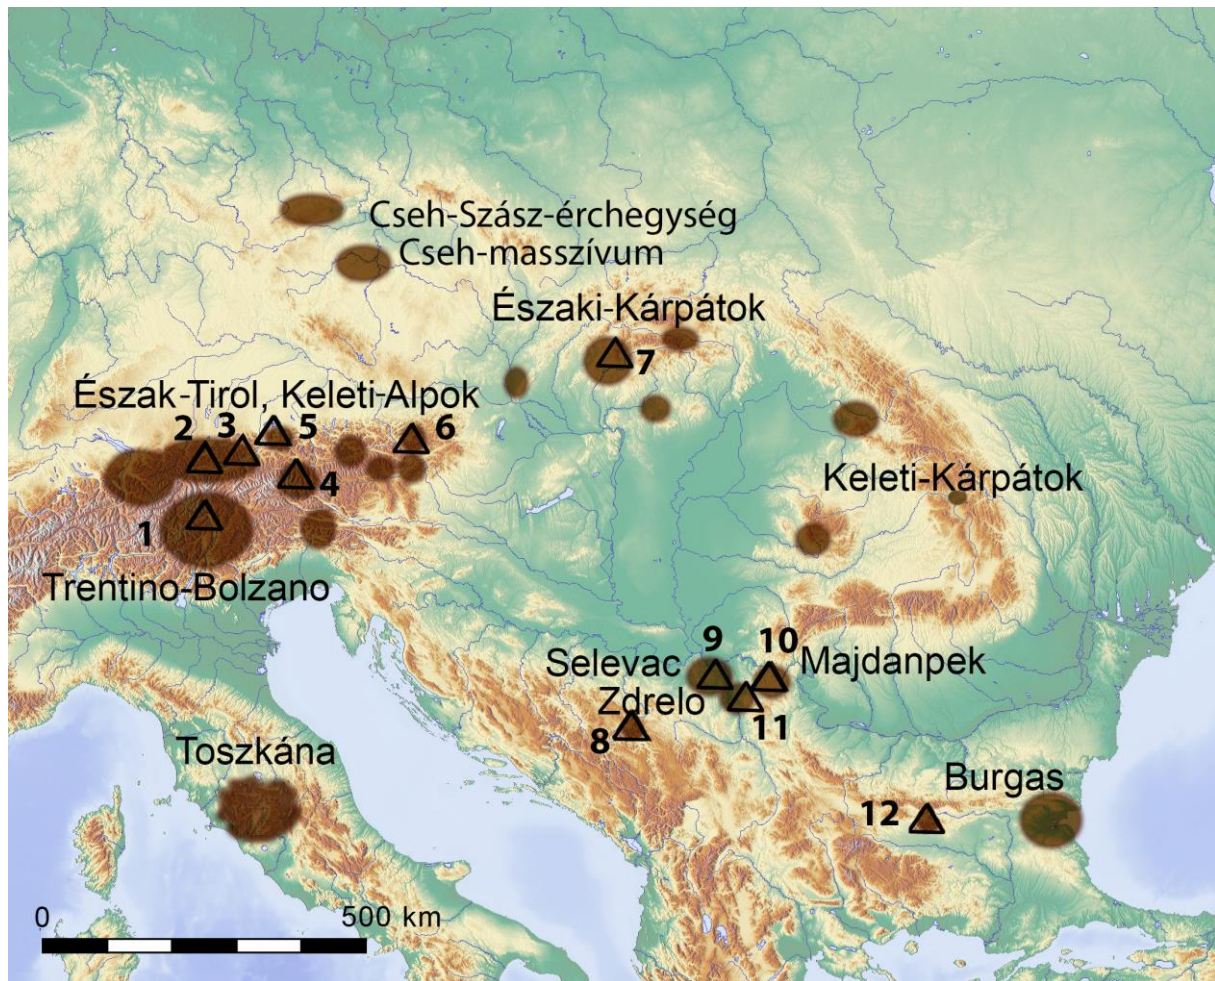 Cseh-Szász-érchegység
Cseh-masszívum
Északi-Kárpátok
7
Észak-Tirol, Keleti-Alpok
2 3 5 6
4
Keleti-Kárpátok
1
Trentino-Bolzano
9 10
Selevac Majdanpek
Zdrelo
8 11
Toszkána
Burgas
12
0 500 km